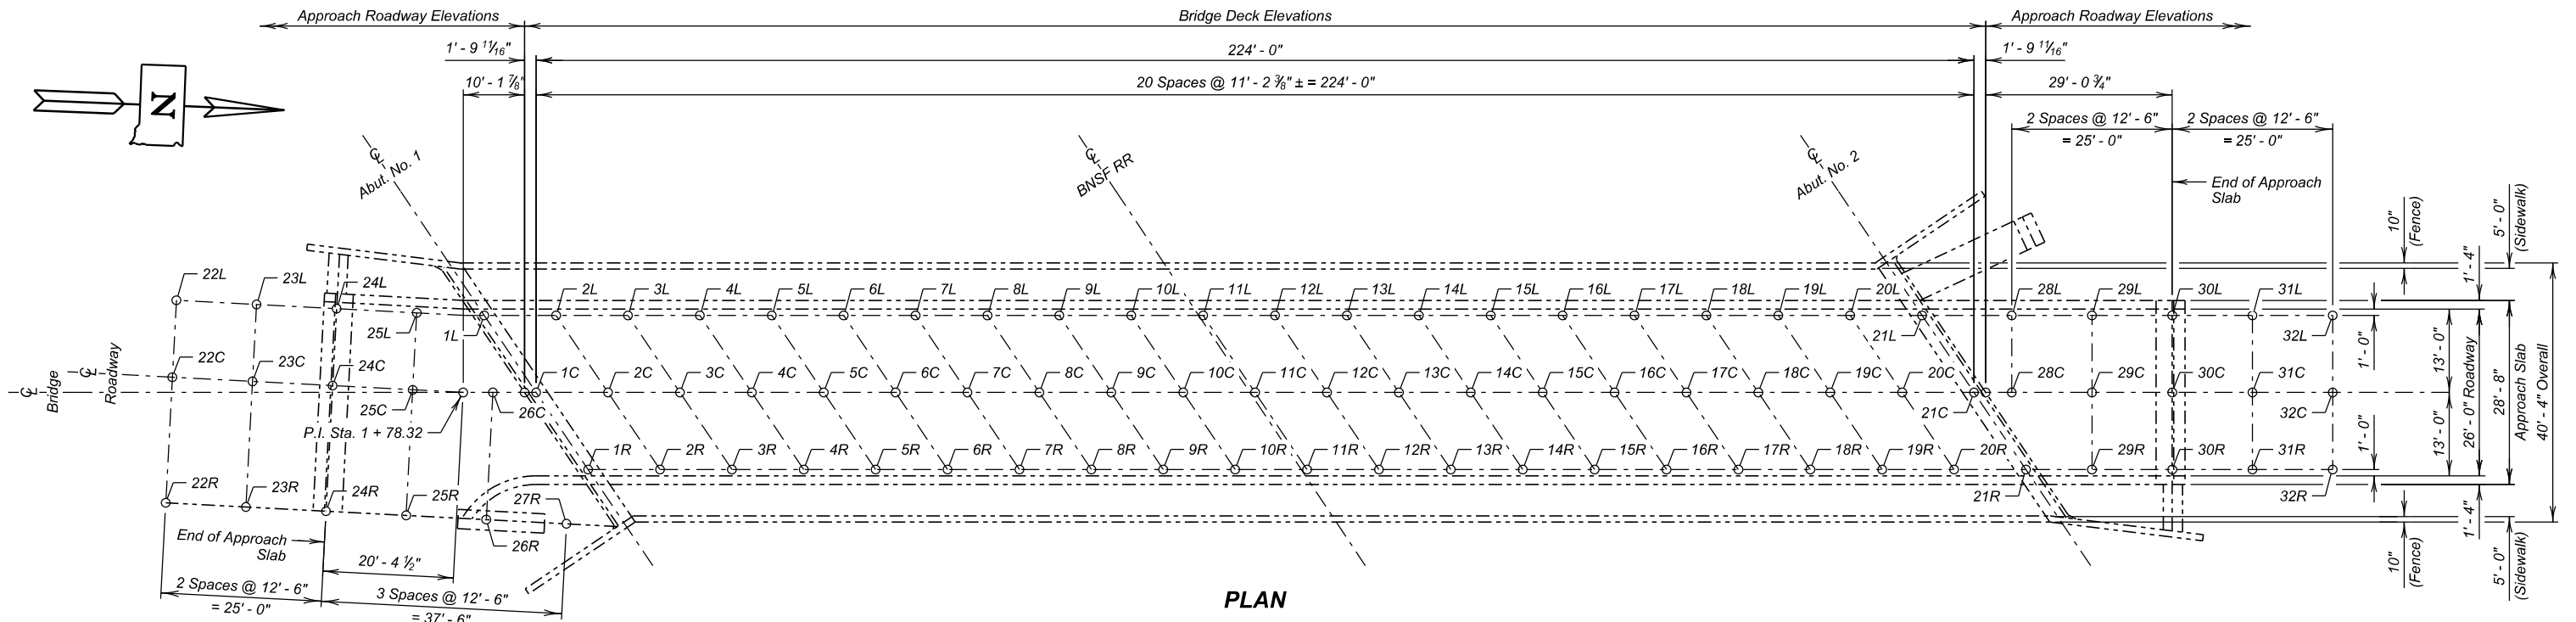 Approach Roadway Elevations
Bridge Deck Elevations
Approach Roadway Elevations
1' - 9 11/16"
224' - 0"
1' - 9 11/16"
10' - 1 7/8"
20 Spaces @ 11' - 2 3/8" ± = 224' - 0"
29' - 0 3/4"
2 Spaces @ 12' - 6"
= 25' - 0"
2 Spaces @ 12' - 6"
= 25' - 0"
N
℄
Abut. No. 1
℄
BNSF RR
℄
Abut. No. 2
End of Approach
Slab
10"
(Fence)
5' - 0"
(Sidewalk)
1' - 4"
22L
23L
24L
25L
1L
2L
3L
4L
5L
6L
7L
8L
9L
10L
11L
12L
13L
14L
15L
16L
17L
18L
19L
20L
21L
28L
29L
30L
31L
32L
℄
Bridge
℄
Roadway
22C
23C
24C
25C
26C
1C
2C
3C
4C
5C
6C
7C
8C
9C
10C
11C
12C
13C
14C
15C
16C
17C
18C
19C
20C
21C
28C
29C
30C
31C
32C
P.I. Sta. 1 + 78.32
22R
23R
24R
25R
26R
27R
1R
2R
3R
4R
5R
6R
7R
8R
9R
10R
11R
12R
13R
14R
15R
16R
17R
18R
19R
20R
21R
29R
30R
31R
32R
1' - 0"
1' - 0"
13' - 0"
13' - 0"
26' - 0" Roadway
28' - 8"
Approach Slab
40' - 4" Overall
1' - 4"
10"
(Fence)
5' - 0"
(Sidewalk)
End of Approach
Slab
20' - 4 1/2"
2 Spaces @ 12' - 6"
= 25' - 0"
3 Spaces @ 12' - 6"
= 37' - 6"
PLAN